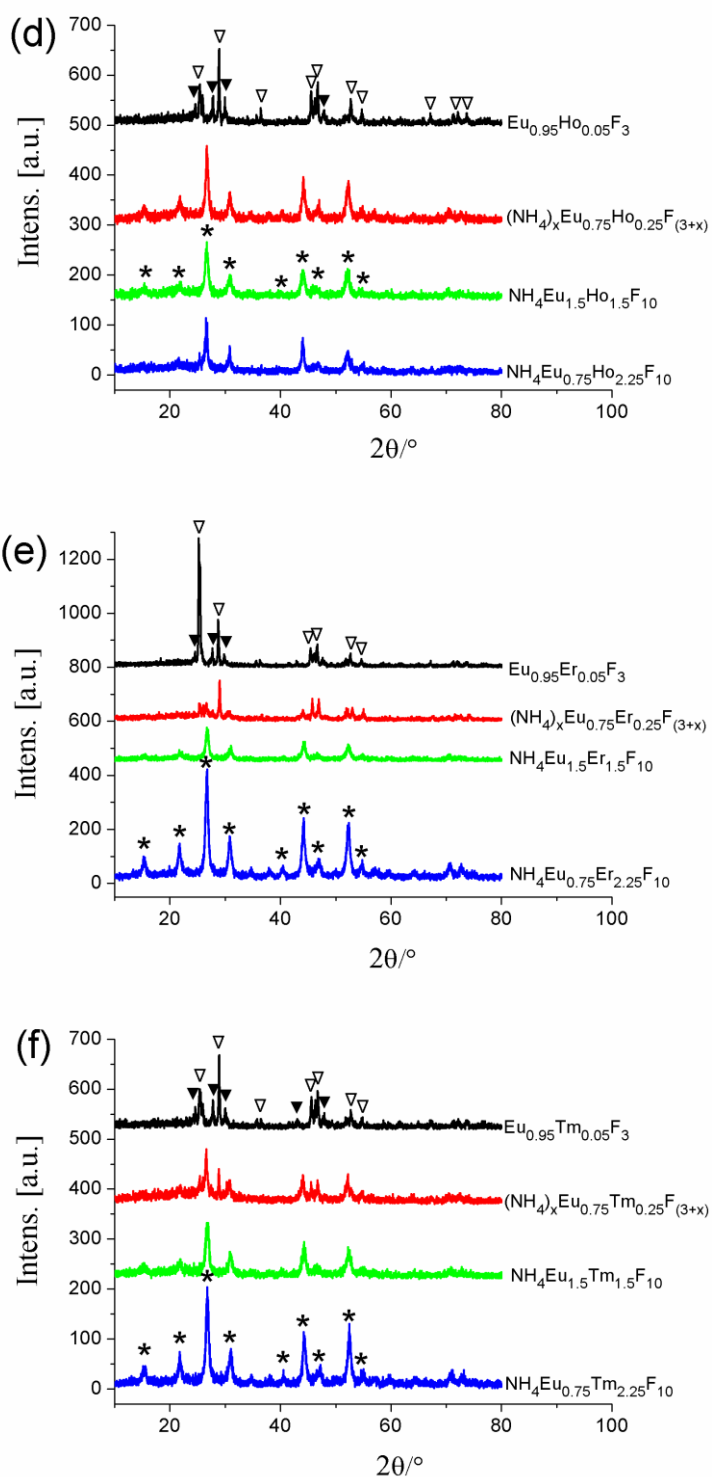 (d)
700
600
500
400
300
200
100
0
Intens. [a.u.]
▽ ▼
Eu0.95Ho0.05F3
(NH4)xEu0.75Ho0.25F(3+x)
* * * * * * * * *
NH4Eu1.5Ho1.5F10
NH4Eu0.75Ho2.25F10
20 40 60 80 100
2θ/°
(e)
1200
1000
800
600
400
200
0
Intens. [a.u.]
Eu0.95Er0.05F3
(NH4)xEu0.75Er0.25F(3+x)
NH4Eu1.5Er1.5F10
* * * * * * * * *
NH4Eu0.75Er2.25F10
20 40 60 80 100
2θ/°
(f)
700
600
500
400
300
200
100
0
Intens. [a.u.]
Eu0.95Tm0.05F3
(NH4)xEu0.75Tm0.25F(3+x)
NH4Eu1.5Tm1.5F10
* * * * * * * * *
NH4Eu0.75Tm2.25F10
20 40 60 80 100
2θ/°